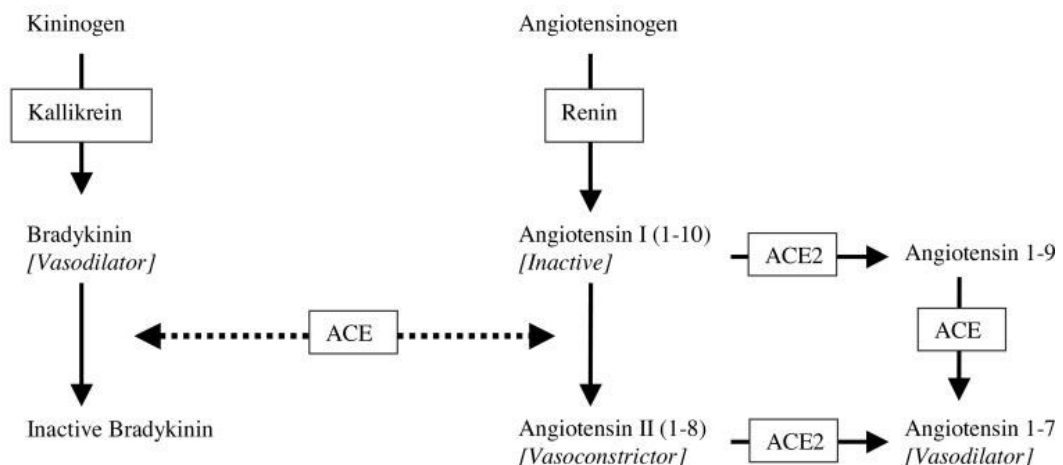 Kininogen
Angiotensinogen
Kallikrein
Renin
Bradykinin
[Vasodilator]
Angiotensin I (1-10)
[Inactive]
ACE2
Angiotensin 1-9
ACE
ACE
Inactive Bradykinin
Angiotensin II (1-8)
[Vasoconstrictor]
ACE2
Angiotensin 1-7
[Vasodilator]